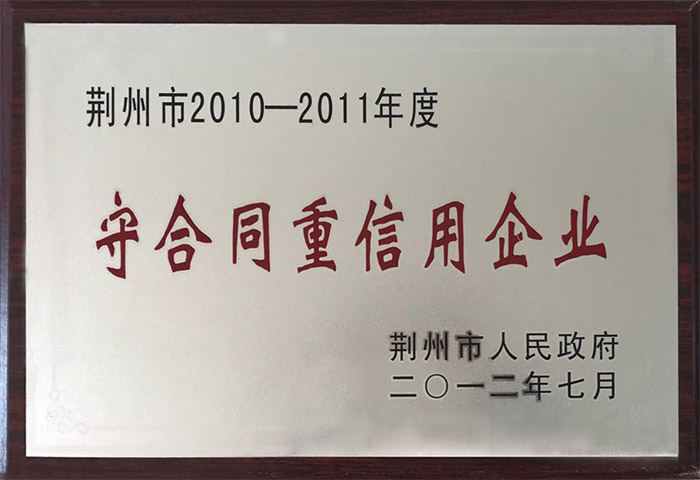 荆州市2010—2011年度
守合同重信用企业
荆州市人民政府
二〇一二年七月